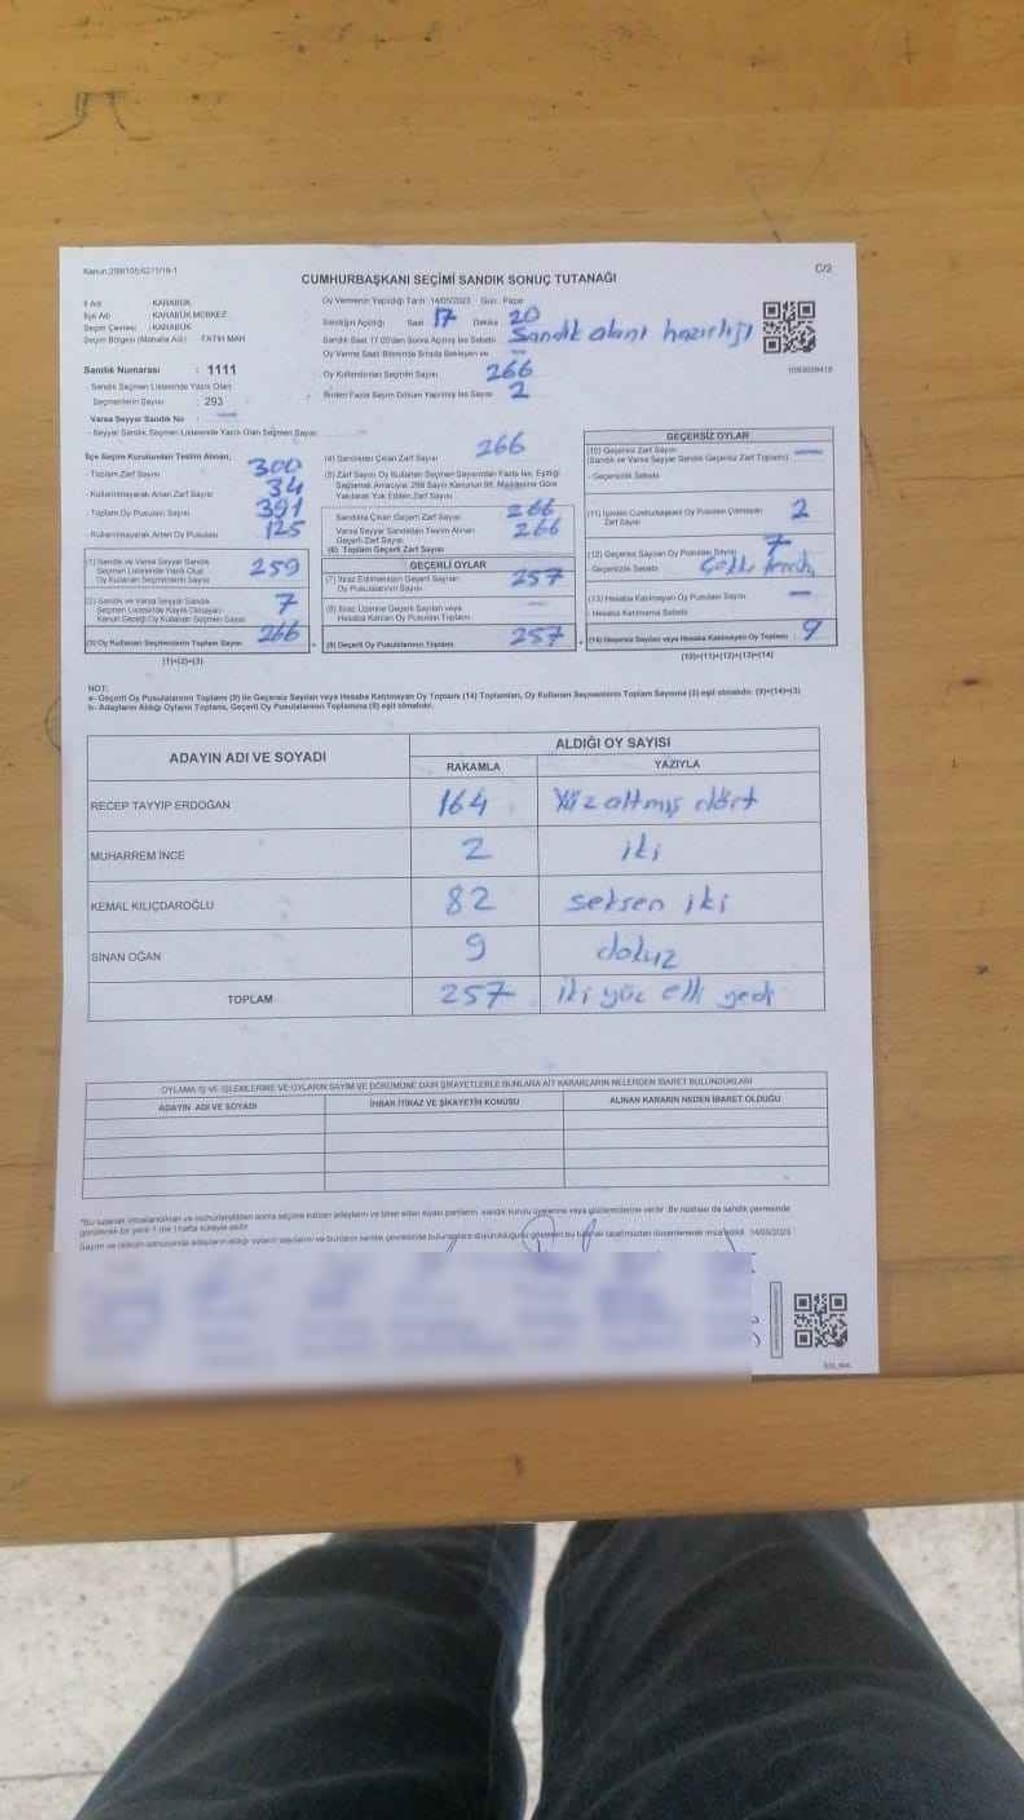 C/2
CUMHURBAŞKANI SEÇİMİ SANDIK SONUÇ TUTANAĞI
İl Adı : KARABÜK
İlçe Adı : KARABÜK MERKEZ
Seçim Çevresi : KARABÜK
Seçim Bölgesi (Mahalle Adı) : FATİH MAH
Oy Vermenin Yapıldığı Tarih 14/05/2023 Gün: Pazar
Sandığın Açıldığı Saat 17 Dakika 20
Sandık Saat 17.00'den Sonra Açılmış İse Sebebi Sandık alanı hazırlığı
Oy Verme Saati Bitiminde Sırada Bekleyen
Oy Kullandırılan Seçmen Sayısı 266
Birden Fazla Seçim Döküm Yapılmış İse Sayısı 2
Sandık Numarası : 1111
Sandık Seçmen Listesinde Yazılı Olan
Seçmenlerin Sayısı : 293
Varsa Seyyar Sandık No :
Seyyar Sandık Seçmen Listesinde Yazılı Olan Seçmen Sayısı
İlçe Seçim Kurulundan Teslim Alınan,
Toplam Zarf Sayısı 300
Kullanılmayarak Artan Zarf Sayısı 34
Toplam Oy Pusulası Sayısı 391
Kullanılmayarak Artan Oy Pusulası 125
(1) Sandık ve Varsa Seyyar Sandık
Seçmen Listesinde Yazılı Olup
Oy Kullanan Seçmenlerin Sayısı 259
(2) Sandık ve Varsa Seyyar Sandık
Seçmen Listesinde Kayıtlı Olmayan
Kanun Gereği Oy Kullanan Seçmen Sayısı 7
(3) Oy Kullanan Seçmenlerin Toplam Sayısı 266
(1)+(2)=(3)
(4) Sandıktan Çıkan Zarf Sayısı 266
(5) Zarf Sayısı Oy Kullanan Seçmen Sayısından Fazla İse, Eşitliği
Sağlamak Amacıyla 298 Sayılı Kanunun 98. Maddesine Göre
Yakılarak Yok Edilen Zarf Sayısı
Sandıkta Çıkan Geçerli Zarf Sayısı 266
Varsa Seyyar Sandıktan Teslim Alınan
Geçerli Zarf Sayısı 266
(6) Toplam Geçerli Zarf Sayısı
GEÇERLİ OYLAR
(7) İtiraz Edilmeksizin Geçerli Sayılan
Oy Pusulalarının Sayısı 257
(8) İtiraz Üzerine Geçerli Sayılan veya
Hesaba Katılan Oy Pusulaları Toplamı
(9) Geçerli Oy Pusulalarının Toplamı 257
GEÇERSİZ OYLAR
(10) Geçersiz Zarf Sayısı
(Sandık ve Varsa Seyyar Sandık Geçersiz Zarf Toplamı)
Geçersizlik Sebebi
(11) İçinden Cumhurbaşkanı Oy Pusulası Çıkmayan
Zarf Sayısı 2
(12) Geçersiz Sayılan Oy Pusulası Sayısı 7
Geçersizlik Sebebi
(13) Hesaba Katılmayan Oy Pusulası Sayısı
Hesaba Katılmama Sebebi
(14) Geçersiz Sayılan veya Hesaba Katılmayan Oy Toplamı 9
(10)+(11)+(12)+(13)=(14)
NOT:
a- Geçerli Oy Pusulalarının Toplamı (9) ile Geçersiz Sayılan veya Hesaba Katılmayan Oy Toplamı (14) Toplamları, Oy Kullanan Seçmenlerin Toplam Sayısına (3) eşit olmalıdır. (9)+(14)=(3)
b- Adayların Aldığı Oyların Toplamı, Geçerli Oy Pusulalarının Toplamına (9) eşit olmalıdır.
ADAYIN ADI VE SOYADI
ALDIĞI OY SAYISI
RAKAMLA YAZIYLA
RECEP TAYYİP ERDOĞAN 164 Yüz altmış dört
MUHARREM İNCE 2 iki
KEMAL KILIÇDAROĞLU 82 seksen iki
SİNAN OĞAN 9 dokuz
TOPLAM 257 iki yüz elli yedi
OYLAMA İŞ VE İŞLEMLERİNE VE OYLARIN SAYIM VE DÖKÜMÜNE DAİR ŞİKAYETLERLE BUNLARA AİT KARARLARIN NELERDEN İBARET BULUNDUKLARI
ADAYIN ADI VE SOYADI İHBAR İTİRAZ VE ŞİKAYETİN KONUSU ALINAN KARARIN NEDEN İBARET OLDUĞU